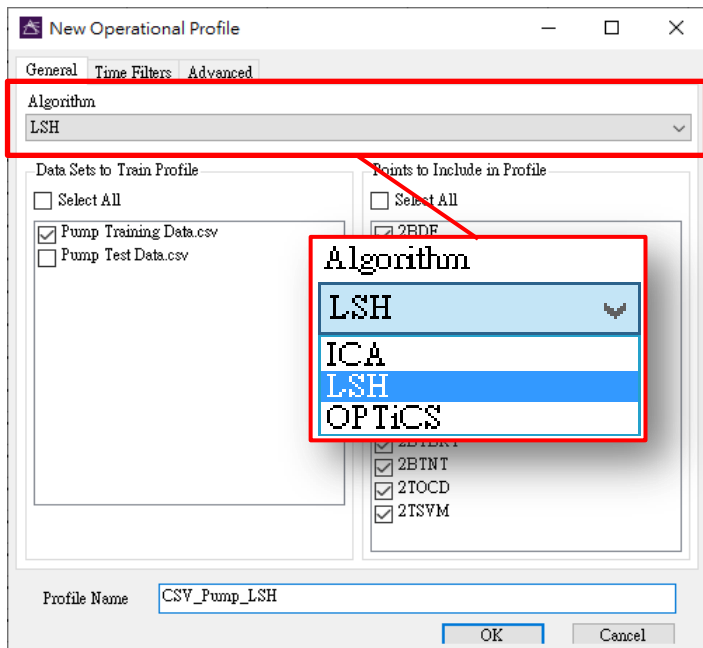 New Operational Profile
General Time Filters Advanced
Algorithm
LSH
Data Sets to Train Profile
Points to Include in Profile
Select All
Select All
Pump Training Data.csv
Pump Test Data.csv
Algorithm
LSH
ICA
LSH
OPTiCS
2BTNT
2TOCD
2TSVM
Profile Name CSV_Pump_LSH
OK Cancel